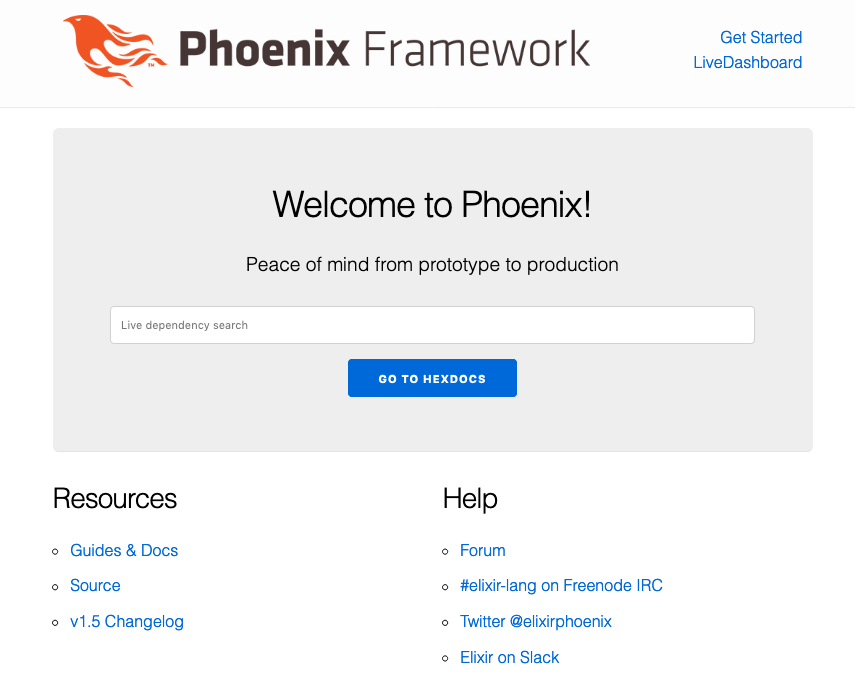 Phoenix Framework
TM
Get Started
LiveDashboard
Welcome to Phoenix!
Peace of mind from prototype to production
Live dependency search
GO TO HEXDOCS
Resources
Guides & Docs
Source
v1.5 Changelog
Help
Forum
#elixir-lang on Freenode IRC
Twitter @elixirphoenix
Elixir on Slack